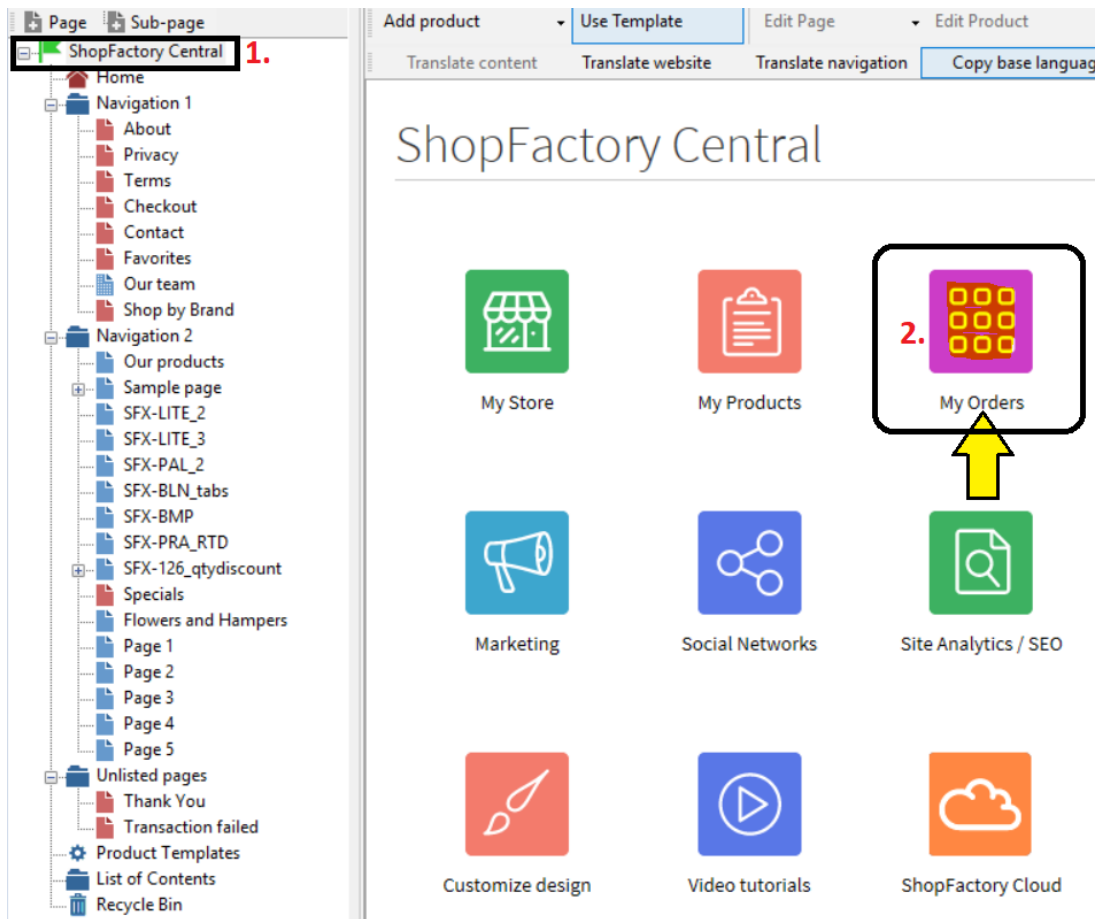 Page Sub-page
ShopFactory Central 1.
Home
Navigation 1
About
Privacy
Terms
Checkout
Contact
Favorites
Our team
Shop by Brand
Navigation 2
Our products
Sample page
SFX-LITE_2
SFX-LITE_3
SFX-PAL_2
SFX-BLN_tabs
SFX-BMP
SFX-PRA_RTD
SFX-126_qtydiscount
Specials
Flowers and Hampers
Page 1
Page 2
Page 3
Page 4
Page 5
Unlisted pages
Thank You
Transaction failed
Product Templates
List of Contents
Recycle Bin
Add product Use Template Edit Page Edit Product
Translate content Translate website Translate navigation Copy base languag
ShopFactory Central
2.
My Store My Products My Orders
Marketing Social Networks Site Analytics / SEO
Customize design Video tutorials ShopFactory Cloud